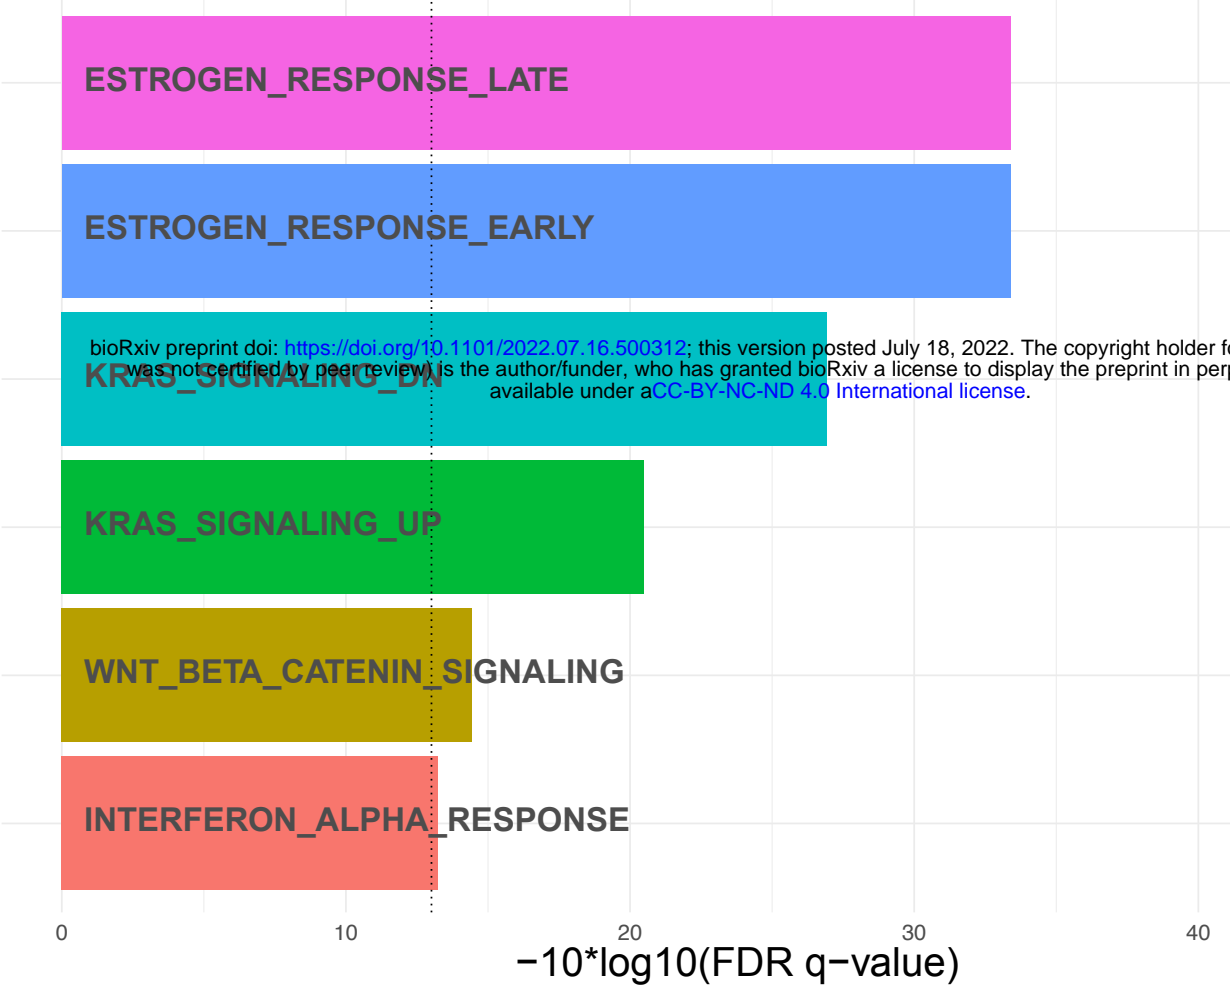 ESTROGEN_RESPONSE_LATE
ESTROGEN_RESPONSE_EARLY
bioRxiv preprint doi: https://doi.org/10.1101/2022.07.16.500312; this version posted July 18, 2022. The copyright holder fo
was not certified by peer review) is the author/funder, who has granted bioRxiv a license to display the preprint in perp
KRAS_SIGNALING_DN
available under aCC-BY-NC-ND 4.0 International license.
KRAS_SIGNALING_UP
WNT_BETA_CATENIN_SIGNALING
INTERFERON_ALPHA_RESPONSE
0 10 20 30 40
−10*log10(FDR q−value)